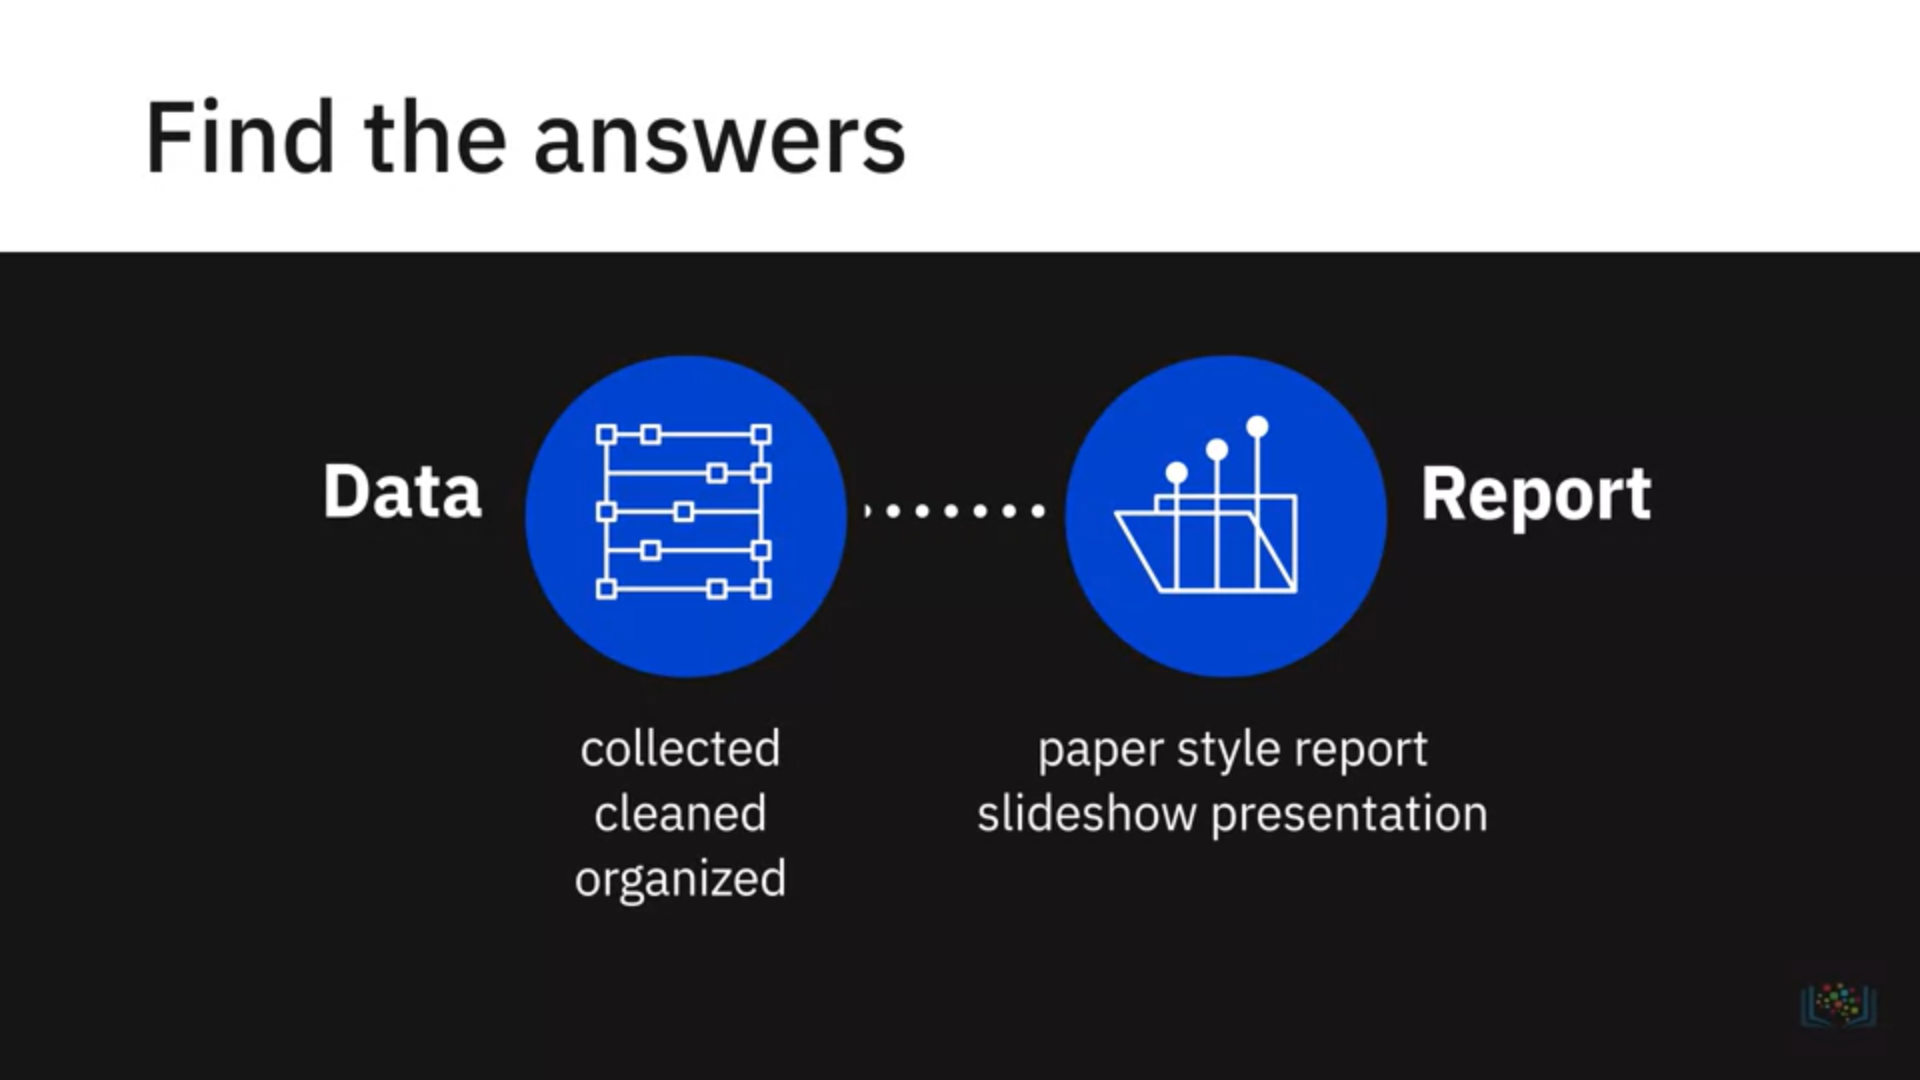 Find the answers
Data
Report
collected
cleaned
organized
paper style report
slideshow presentation